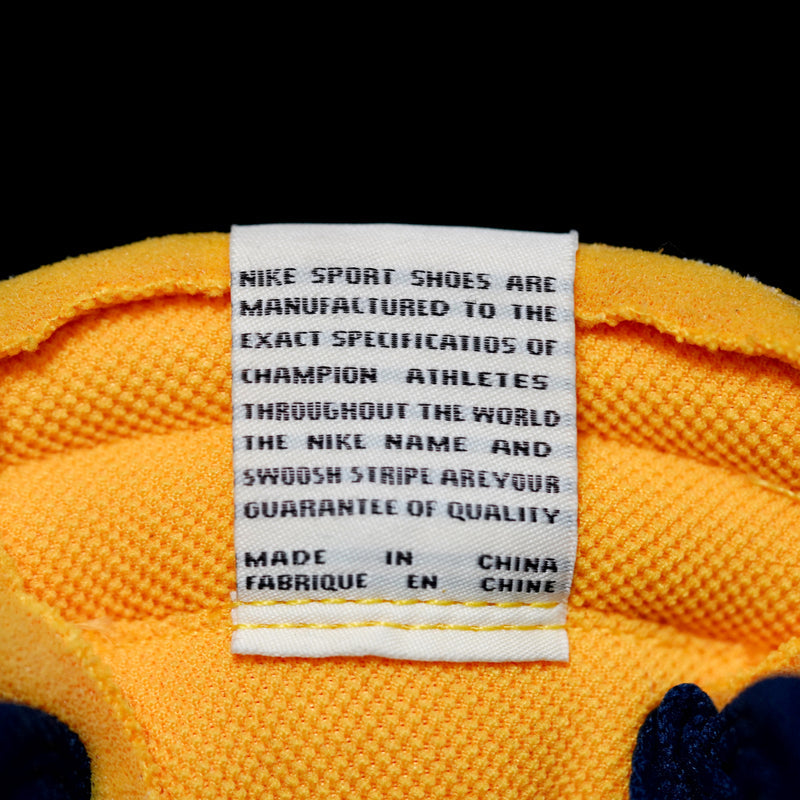 NIKE SPORT SHOES ARE
MANUFACTURED TO THE
EXACT SPECIFICATIOS OF
CHAMPION ATHLETES
THROUGHOUT THE WORLD
THE NIKE NAME AND
SWOOSH STRIPE AREYOUR
GUARANTEE OF QUALITY
MADE IN CHINA
FABRIQUE EN CHINE